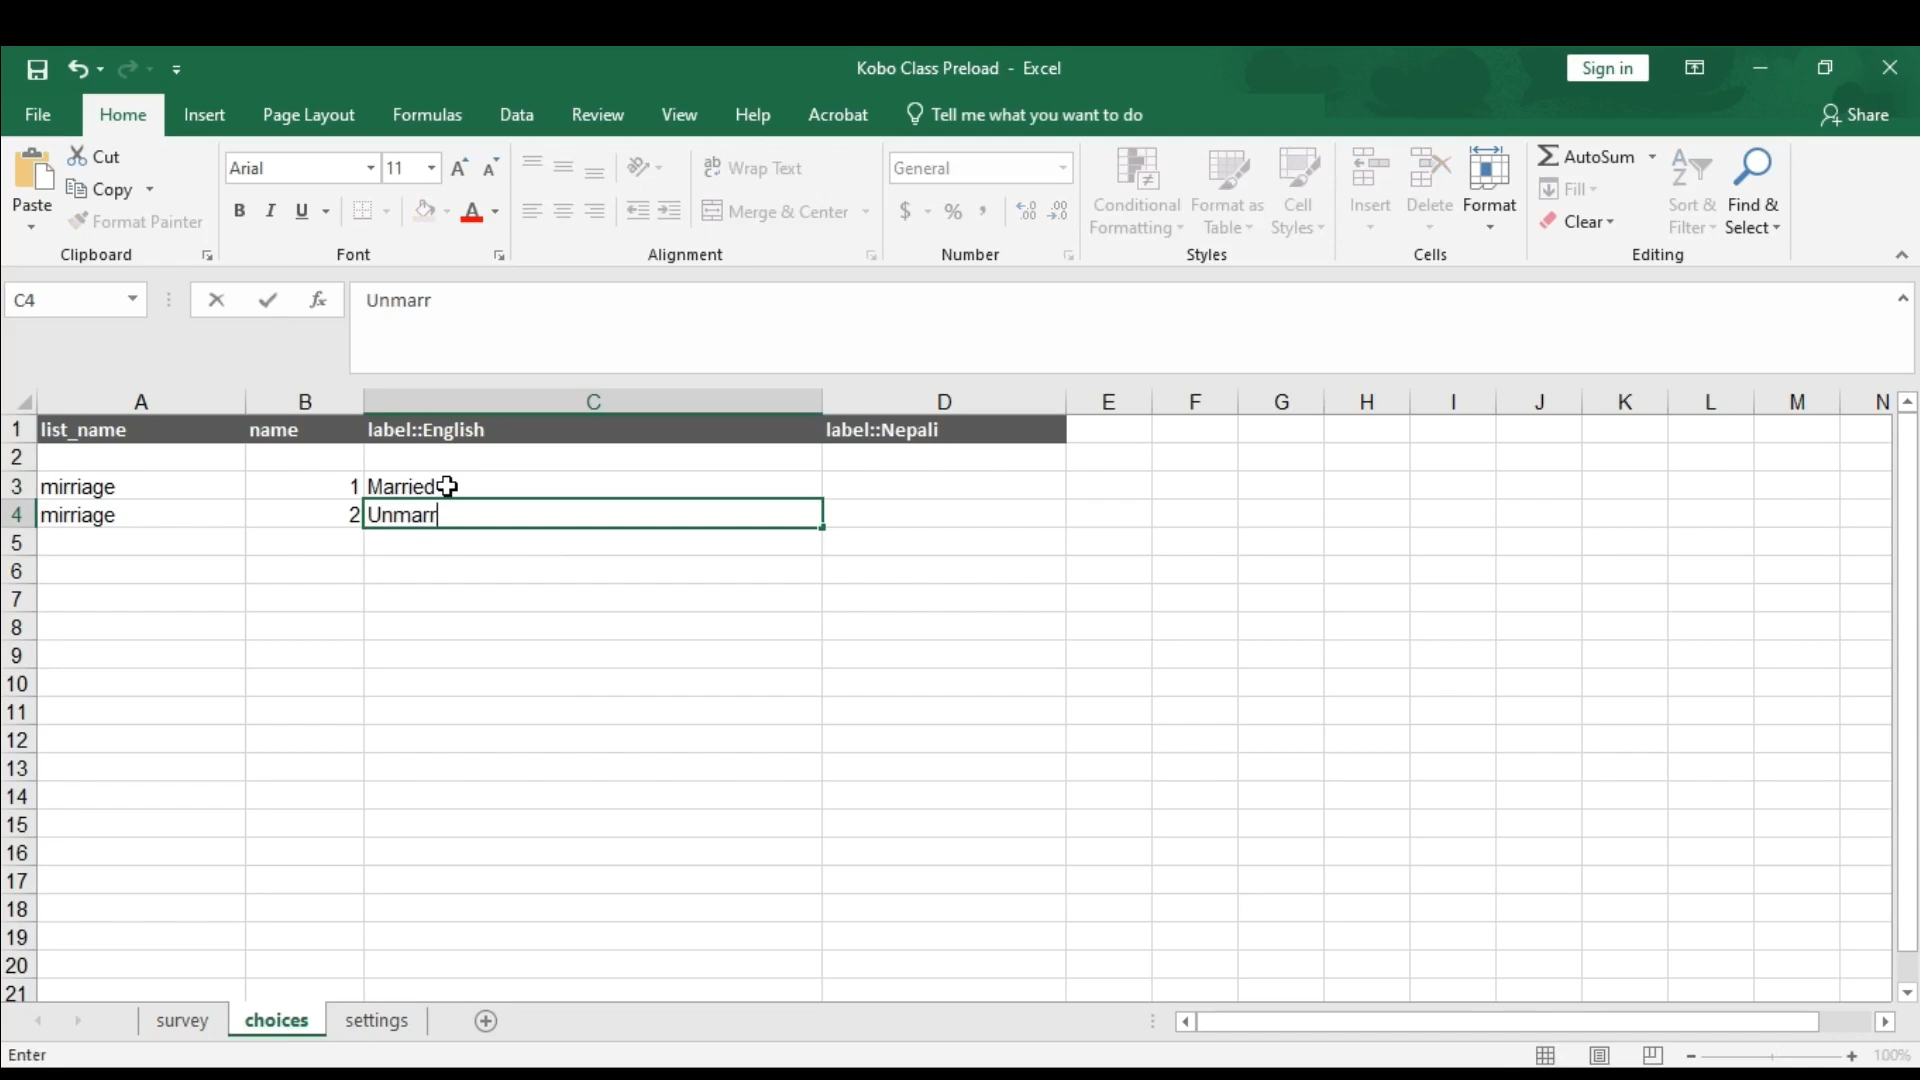 Kobo Class Preload - Excel
Sign in
File Home Insert Page Layout Formulas Data Review View Help Acrobat Tell me what you want to do Share
Paste
Cut
Copy
Format Painter
Clipboard
Arial 11
B I U
Font
Wrap Text
Merge & Center
Alignment
General
$ % ,
Number
Conditional Formatting
Format as Table
Cell Styles
Styles
Insert
Delete
Format
Cells
AutoSum
Fill
Clear
Sort & Filter
Find & Select
Editing
C4 fx Unmarr
A B C D E F G H I J K L M N
1 list_name name label::English label::Nepali
2
3 mirriage 1 Married
4 mirriage 2 Unmarr
5
6
7
8
9
10
11
12
13
14
15
16
17
18
19
20
21
survey choices settings
Enter
100%